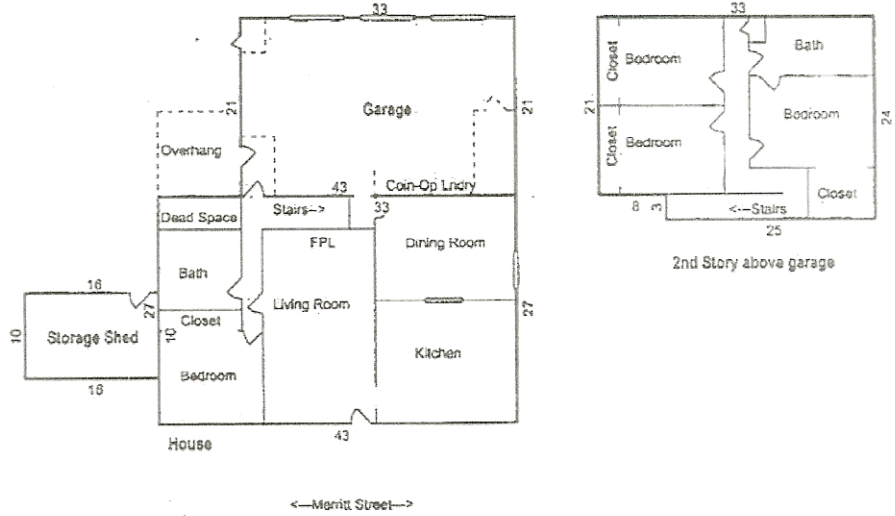 33
21
Garage
21
Overhang
43
Coin-Op Lndry
Dead Space
Stairs-->
33
FPL
Dining Room
Bath
Living Room
16
27
27
Closet
10
Storage Shed
10
Kitchen
Bedroom
16
House
43
<---Merritt Street--->
33
Closet
Bedroom
Bath
21
Closet
Bedroom
Bedroom
24
Closet
8
3
<---Stairs
25
2nd Story above garage